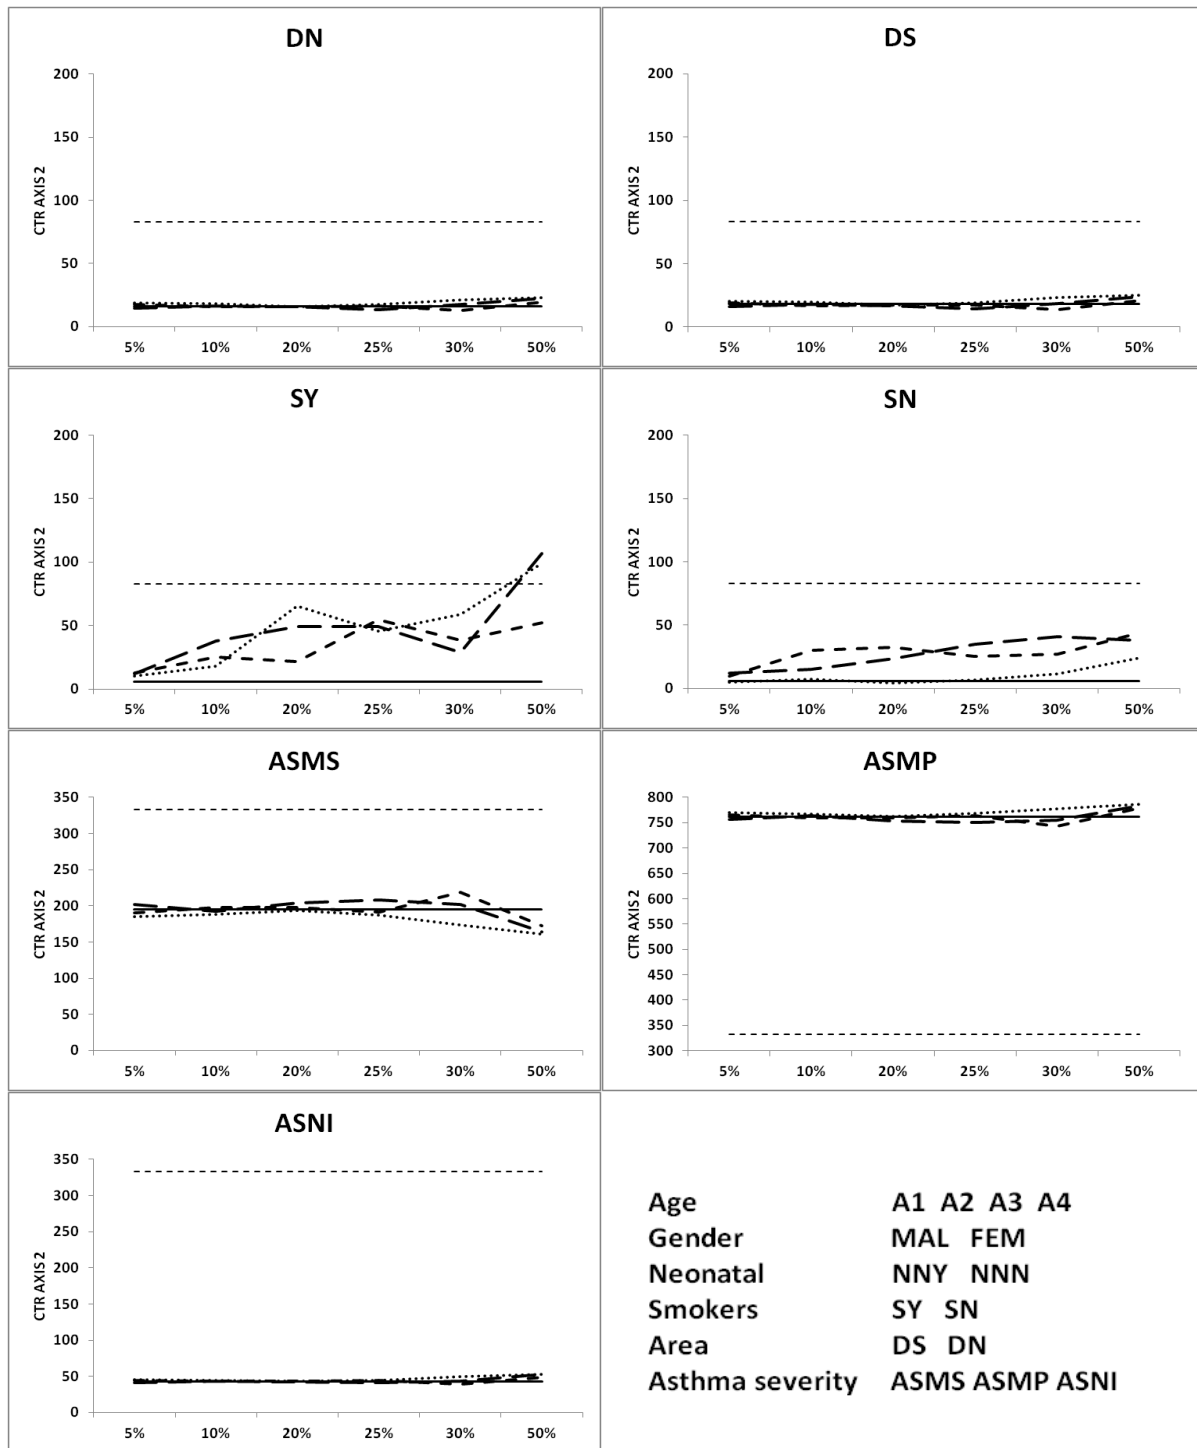 DN
200
150
100
50
0
CTR AXIS 2
5% 10% 20% 25% 30% 50%
DS
200
150
100
50
0
CTR AXIS 2
5% 10% 20% 25% 30% 50%
SY
200
150
100
50
0
CTR AXIS 2
5% 10% 20% 25% 30% 50%
SN
200
150
100
50
0
CTR AXIS 2
5% 10% 20% 25% 30% 50%
ASMS
350
300
250
200
150
100
50
0
CTR AXIS 2
5% 10% 20% 25% 30% 50%
ASMP
800
750
700
650
600
550
500
450
400
350
300
CTR AXIS 2
5% 10% 20% 25% 30% 50%
ASNI
350
300
250
200
150
100
50
0
CTR AXIS 2
5% 10% 20% 25% 30% 50%
Age A1 A2 A3 A4
Gender MAL FEM
Neonatal NNY NNN
Smokers SY SN
Area DS DN
Asthma severity ASMS ASMP ASNI